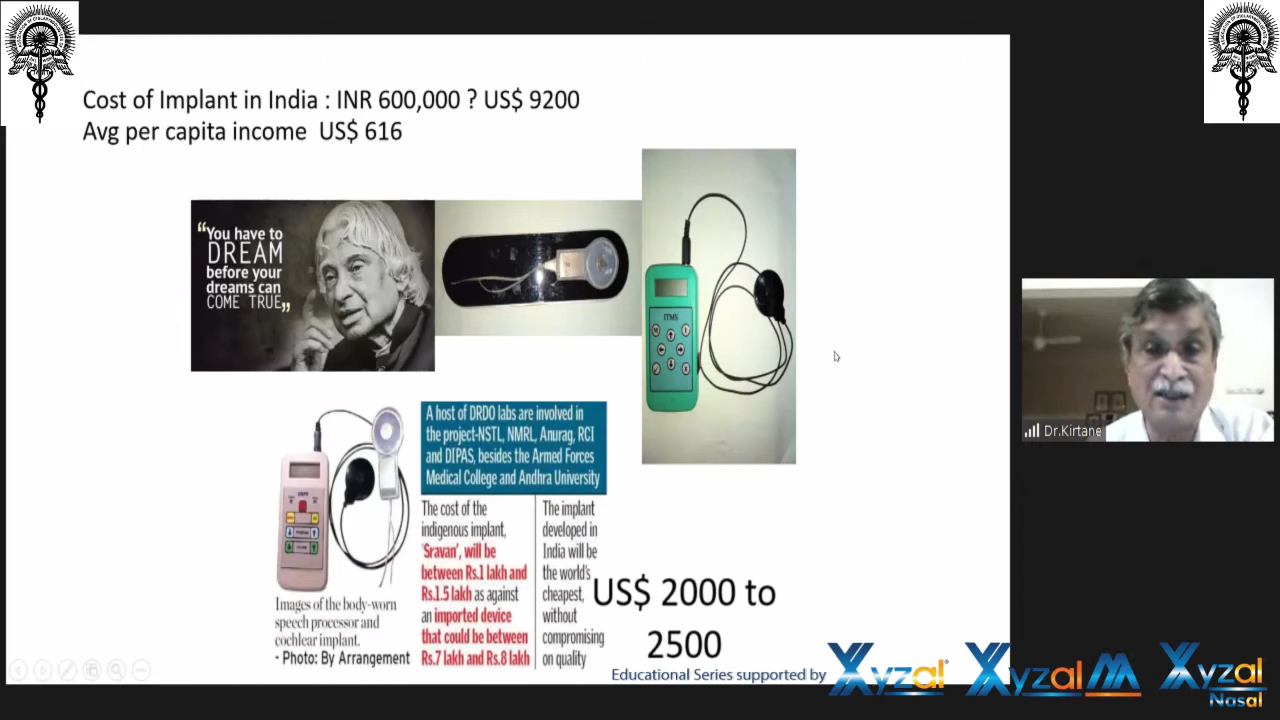 Cost of Implant in India : INR 600,000 ? US$ 9200
Avg per capita income US$ 616
“You have to
DREAM
before your
dreams can
COME TRUE„
ITMS
A host of DRDO labs are involved in
the project-NSTL, NMRL, Anurag, RCI
and DIPAS, besides the Armed Forces
Medical College and Andhra University
The cost of the
indigenous implant,
'Sravan', will be
between Rs.1 lakh and
Rs.1.5 lakh as against
an imported device
that could be between
Rs.7 lakh and Rs.8 lakh
The implant
developed in
India will be
the world's
cheapest,
without
compromising
on quality
US$ 2000 to
2500
Images of the body-worn
speech processor and
cochlear implant.
- Photo: By Arrangement
Dr.Kirtane
Educational Series supported by
Xyzal®
Xyzal M
Xyzal
Nasal